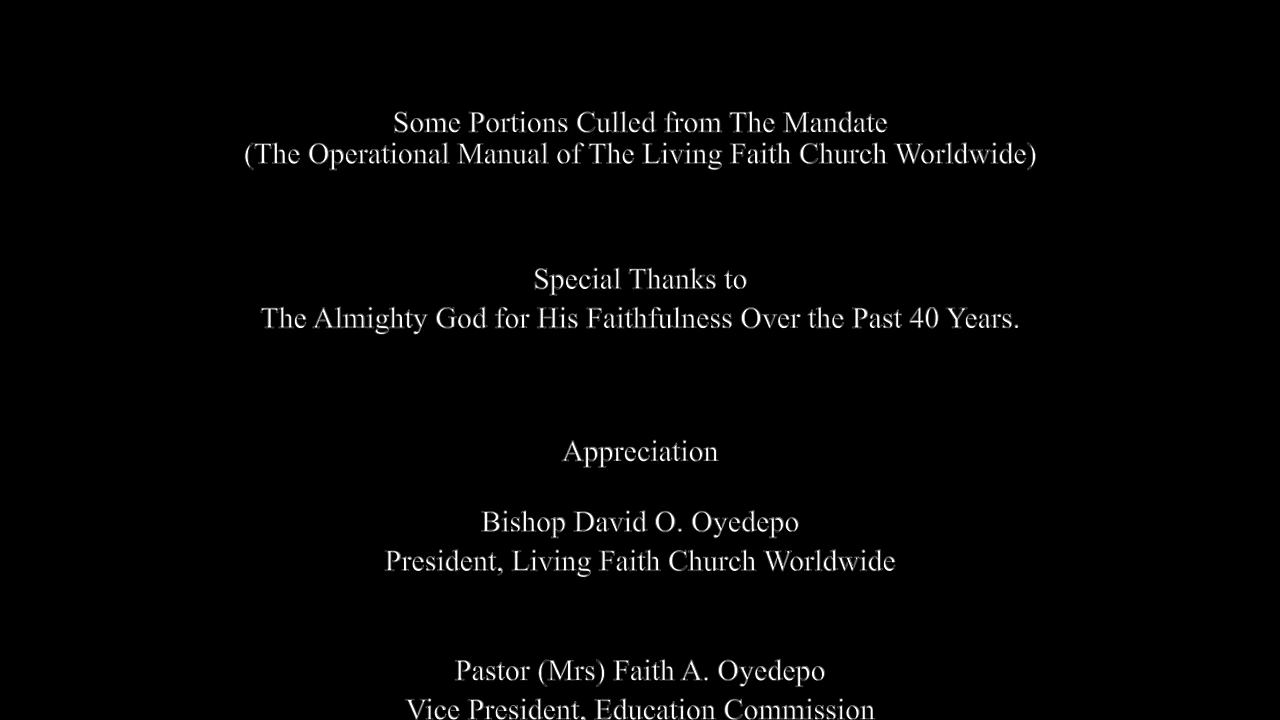 Some Portions Culled from The Mandate
(The Operational Manual of The Living Faith Church Worldwide)
Special Thanks to
The Almighty God for His Faithfulness Over the Past 40 Years.
Appreciation
Bishop David O. Oyedepo
President, Living Faith Church Worldwide
Pastor (Mrs) Faith A. Oyedepo
Vice President, Education Commission